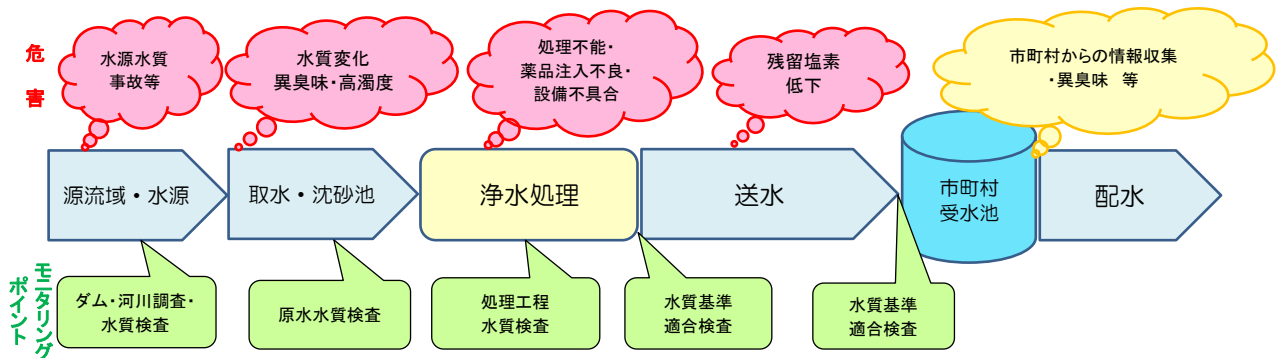 危害
水源水質
事故等
水質変化
異臭味・高濁度
処理不能・
薬品注入不良・
設備不具合
残留塩素
低下
市町村からの情報収集
・異臭味 等
源流域・水源
取水・沈砂池
浄水処理
送水
市町村
受水池
配水
モニタリング
ポイント
ダム・河川調査・
水質検査
原水水質検査
処理工程
水質検査
水質基準
適合検査
水質基準
適合検査